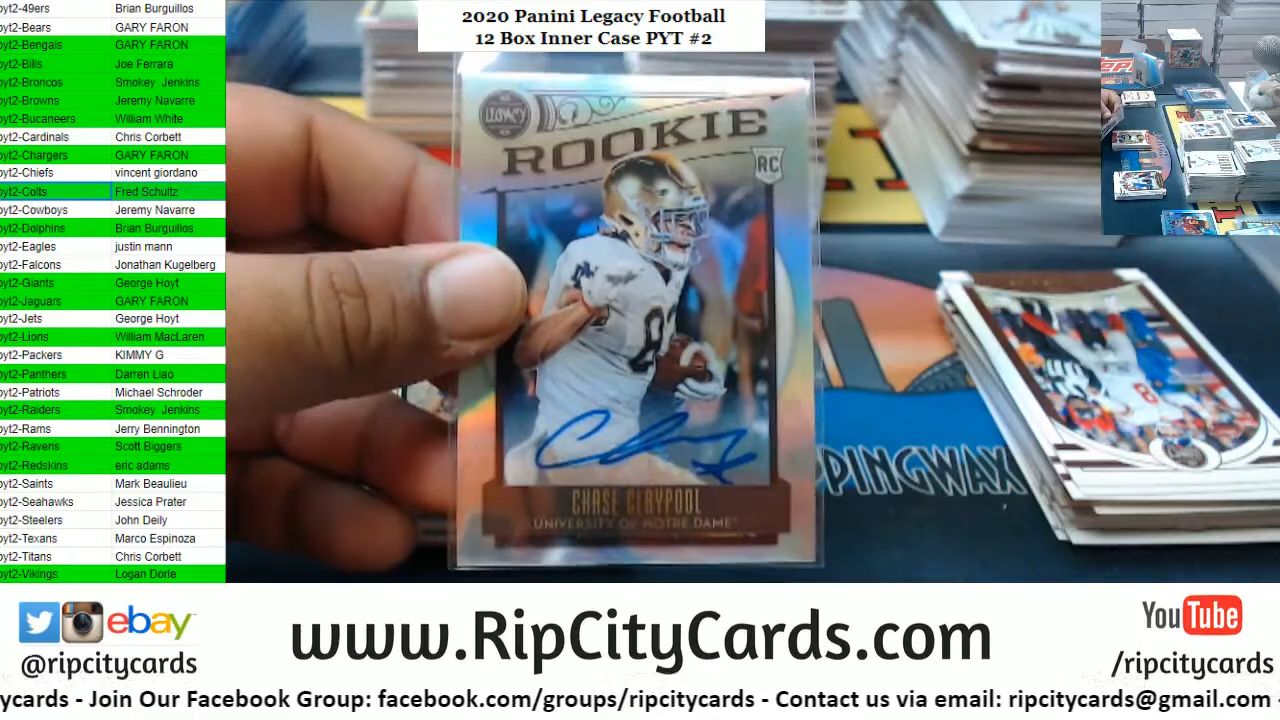 pyt2-49ers Brian Burguillos
pyt2-Bears GARY FARON
pyt2-Bengals GARY FARON
pyt2-Bills Joe Ferrara
pyt2-Broncos Smokey Jenkins
pyt2-Browns Jeremy Navarre
pyt2-Bucaneers William White
pyt2-Cardinals Chris Corbett
pyt2-Chargers GARY FARON
pyt2-Chiefs vincent giordano
pyt2-Colts Fred Schultz
pyt2-Cowboys Jeremy Navarre
pyt2-Dolphins Brian Burguillos
pyt2-Eagles justin mann
pyt2-Falcons Jonathan Kugelberg
pyt2-Giants George Hoyt
pyt2-Jaguars GARY FARON
pyt2-Jets George Hoyt
pyt2-Lions William MacLaren
pyt2-Packers KIMMY G
pyt2-Panthers Darren Liao
pyt2-Patriots Michael Schroder
pyt2-Raiders Smokey Jenkins
pyt2-Rams Jerry Bennington
pyt2-Ravens Scott Biggers
pyt2-Redskins eric adams
pyt2-Saints Mark Beaulieu
pyt2-Seahawks Jessica Prater
pyt2-Steelers John Deily
pyt2-Texans Marco Espinoza
pyt2-Titans Chris Corbett
pyt2-Vikings Logan Dorle
2020 Panini Legacy Football
12 Box Inner Case PYT #2
LEGACY
ROOKIE
RC
CHASE CLAYPOOL
UNIVERSITY OF NOTRE DAME
PINGWAX
ebay
@ripcitycards
www.RipCityCards.com
YouTube
/ripcitycards
ycards - Join Our Facebook Group: facebook.com/groups/ripcitycards - Contact us via email: ripcitycards@gmail.com -